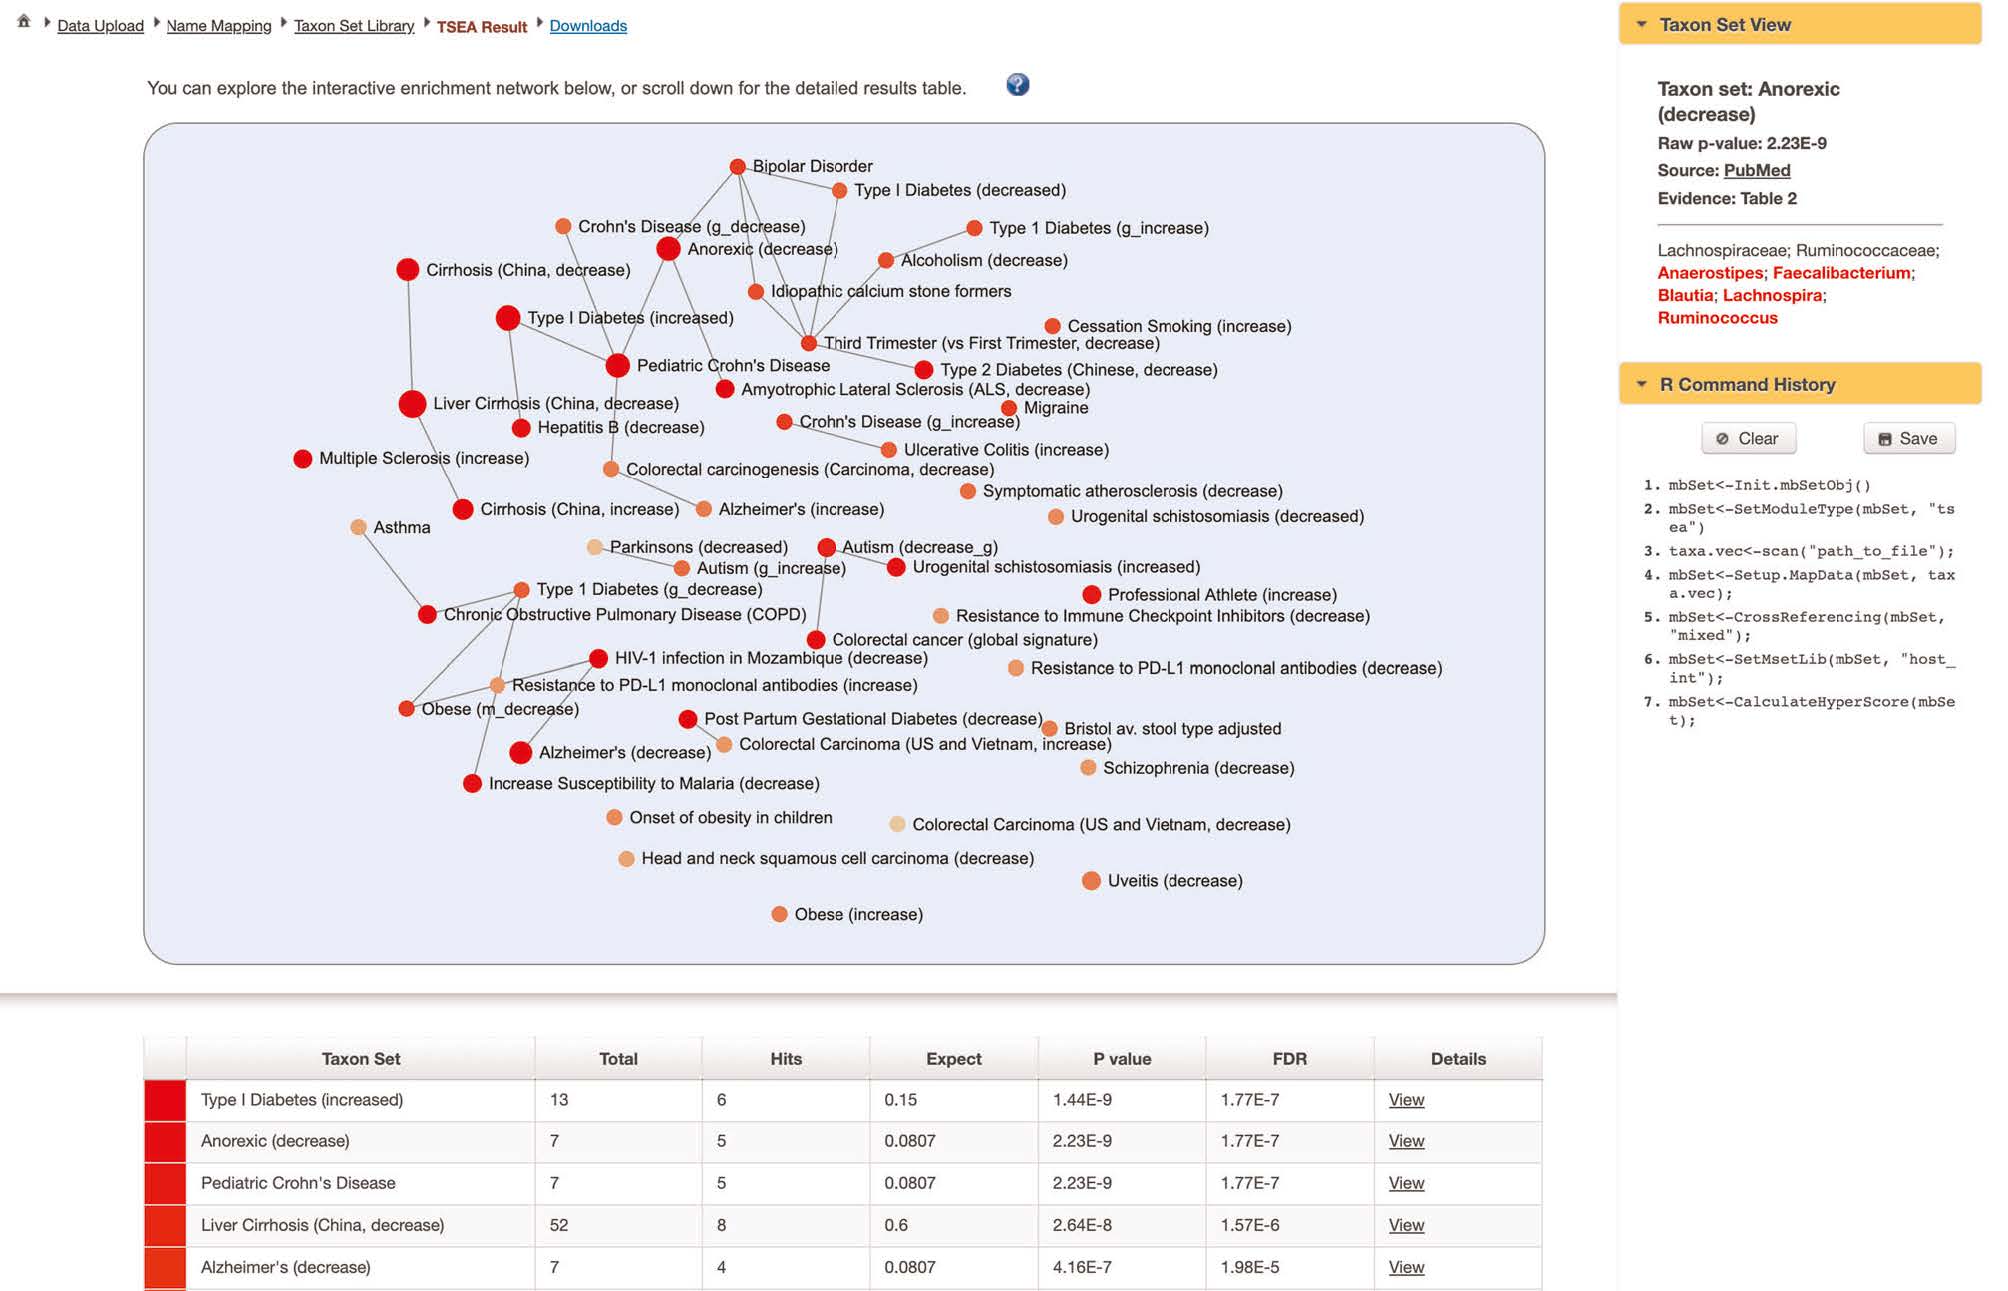 Data Upload Name Mapping Taxon Set Library TSEA Result Downloads
You can explore the interactive enrichment network below, or scroll down for the detailed results table. ?
Bipolar Disorder
Type I Diabetes (decreased)
Crohn's Disease (g_decrease)
Type 1 Diabetes (g_increase)
Anorexic (decrease)
Alcoholism (decrease)
Cirrhosis (China, decrease)
Idiopathic calcium stone formers
Type I Diabetes (increased)
Cessation Smoking (increase)
Third Trimester (vs First Trimester, decrease)
Pediatric Crohn's Disease
Type 2 Diabetes (Chinese, decrease)
Amyotrophic Lateral Sclerosis (ALS, decrease)
Liver Cirrhosis (China, decrease)
Migraine
Crohn's Disease (g_increase)
Hepatitis B (decrease)
Ulcerative Colitis (increase)
Multiple Sclerosis (increase)
Colorectal carcinogenesis (Carcinoma, decrease)
Symptomatic atherosclerosis (decrease)
Cirrhosis (China, increase)
Alzheimer's (increase)
Urogenital schistosomiasis (decreased)
Asthma
Parkinsons (decreased)
Autism (decrease_g)
Autism (g_increase)
Urogenital schistosomiasis (increased)
Type 1 Diabetes (g_decrease)
Professional Athlete (increase)
Chronic Obstructive Pulmonary Disease (COPD)
Resistance to Immune Checkpoint Inhibitors (decrease)
Colorectal cancer (global signature)
HIV-1 infection in Mozambique (decrease)
Resistance to PD-L1 monoclonal antibodies (decrease)
Resistance to PD-L1 monoclonal antibodies (increase)
Obese (m_decrease)
Post Partum Gestational Diabetes (decrease)
Bristol av. stool type adjusted
Colorectal Carcinoma (US and Vietnam, increase)
Alzheimer's (decrease)
Schizophrenia (decrease)
Increase Susceptibility to Malaria (decrease)
Onset of obesity in children
Colorectal Carcinoma (US and Vietnam, decrease)
Head and neck squamous cell carcinoma (decrease)
Uveitis (decrease)
Obese (increase)
Taxon Set Total Hits Expect P value FDR Details
Type I Diabetes (increased) 13 6 0.15 1.44E-9 1.77E-7 View
Anorexic (decrease) 7 5 0.0807 2.23E-9 1.77E-7 View
Pediatric Crohn's Disease 7 5 0.0807 2.23E-9 1.77E-7 View
Liver Cirrhosis (China, decrease) 52 8 0.6 2.64E-8 1.57E-6 View
Alzheimer's (decrease) 7 4 0.0807 4.16E-7 1.98E-5 View
Taxon Set View
Taxon set: Anorexic
(decrease)
Raw p-value: 2.23E-9
Source: PubMed
Evidence: Table 2
Lachnospiraceae; Ruminococcaceae;
Anaerostipes; Faecalibacterium;
Blautia; Lachnospira;
Ruminococcus
R Command History
Clear Save
1. mbSet<-Init.mbSetObj()
2. mbSet<-SetModuleType(mbSet, "ts
ea")
3. taxa.vec<-scan("path_to_file");
4. mbSet<-Setup.MapData(mbSet, tax
a.vec);
5. mbSet<-CrossReferencing(mbSet,
"mixed");
6. mbSet<-SetMsetLib(mbSet, "host_
int");
7. mbSet<-CalculateHyperScore(mbSe
t);